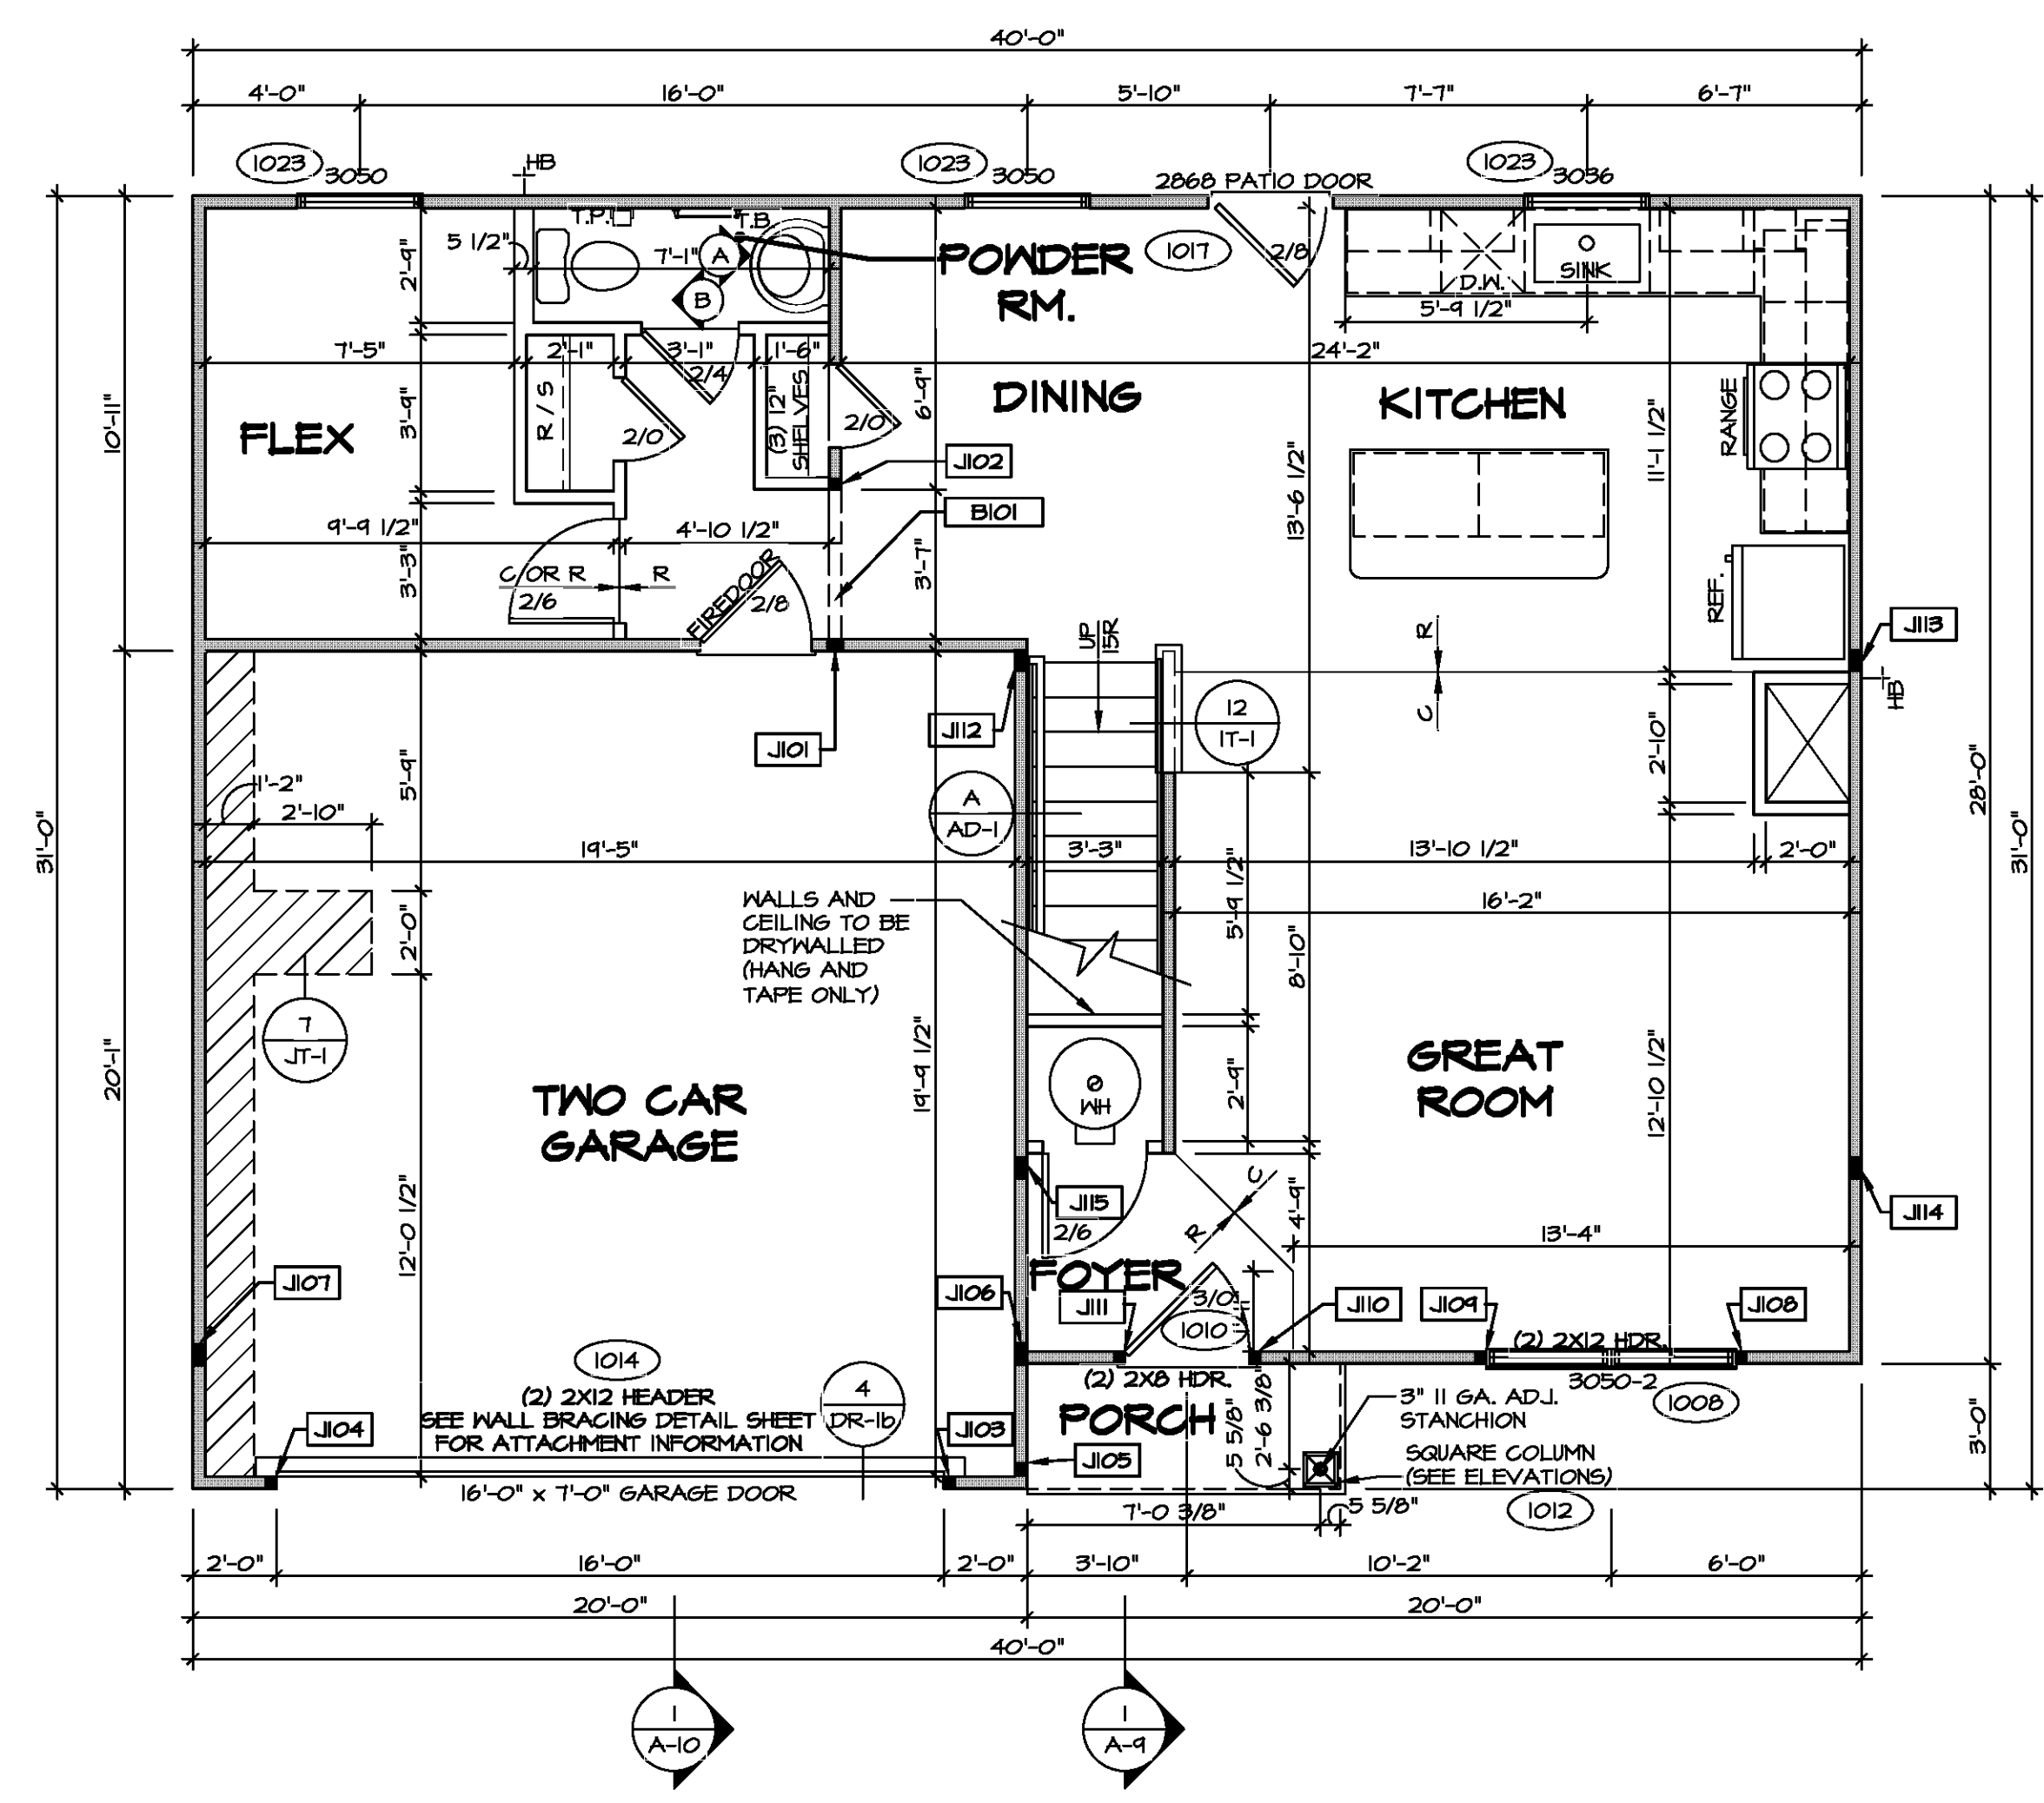 40'-0"
4'-0" 16'-0" 5'-10" 7'-7" 6'-7"
1023 3050 HB 1023 3050 2868 PATIO DOOR 1023 3036
T.P. T.B.
5 1/2" 7'-1" A 1017 2/8 SINK
2'-9" B D.W.
POWDER
RM.
5'-9 1/2"
7'-5" 2'-1" 3'-1" 1'-6" 24'-2"
2/4
10'-11" FLEX 3'-9" R / S 2/0 (3) 12"
SHELVES 2/0 6'-9" DINING KITCHEN 11'-1 1/2" RANGE
J102
13'-6 1/2"
B101
9'-9 1/2" 4'-10 1/2"
3'-3" C OR R R FIREDOOR 3'-7"
2/6 2/8 REF.
UP
15R R J113
C HB
J101 J112 12
1T-1
5'-9" 2'-10" 28'-0"
1'-2"
2'-10" A
AD-1
31'-0" 31'-0"
19'-5" 3'-3" 13'-10 1/2" 2'-0"
16'-2"
WALLS AND
CEILING TO BE
DRYWALLED
(HANG AND
TAPE ONLY)
2'-0" 5'-9 1/2" 8'-10"
7
JT-1
20'-1" 19'-9 1/2" 2'-9" 12'-10 1/2"
TWO CAR
GARAGE
WH
GREAT
ROOM
12'-0 1/2" J115 C J114
2/6 R 4'-9" 13'-4"
J107 J106 FOYER
J111 3/0 J110 J109 J108
1014 1010 (2) 2X12 HDR.
(2) 2X12 HEADER
SEE WALL BRACING DETAIL SHEET
FOR ATTACHMENT INFORMATION
4
DR-1b
(2) 2X8 HDR. 3050-2 1008
J104 J103 PORCH
3" 11 GA. ADJ.
STANCHION
J105 5 5/8" 2'-6 3/8" 3'-0"
SQUARE COLUMN
(SEE ELEVATIONS)
16'-0" x 7'-0" GARAGE DOOR
7'-0 3/8" 5 5/8" 1012
2'-0" 16'-0" 2'-0" 3'-10" 10'-2" 6'-0"
20'-0" 20'-0"
40'-0"
1
A-10
1
A-9